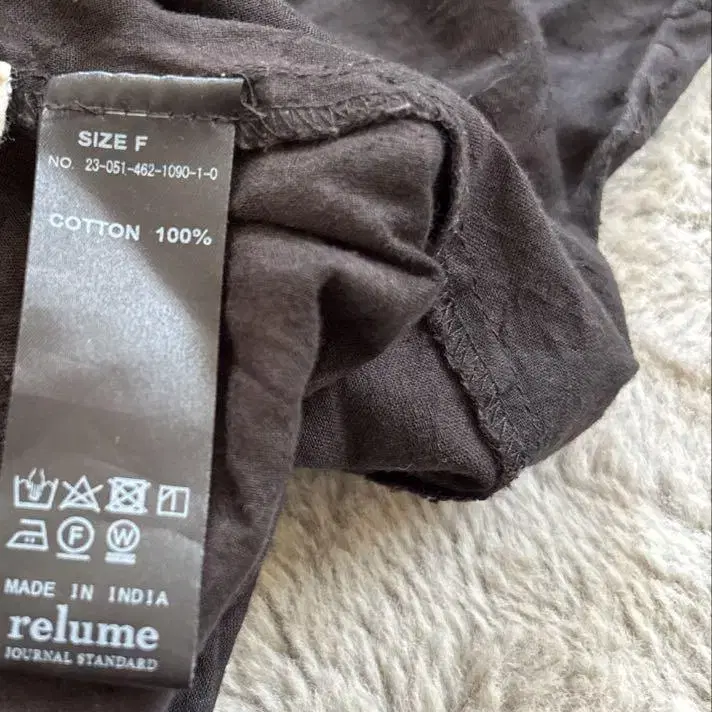 SIZE F
NO. 23-051-462-1090-1-0
COTTON 100%
F W
MADE IN INDIA
relume
JOURNAL STANDARD